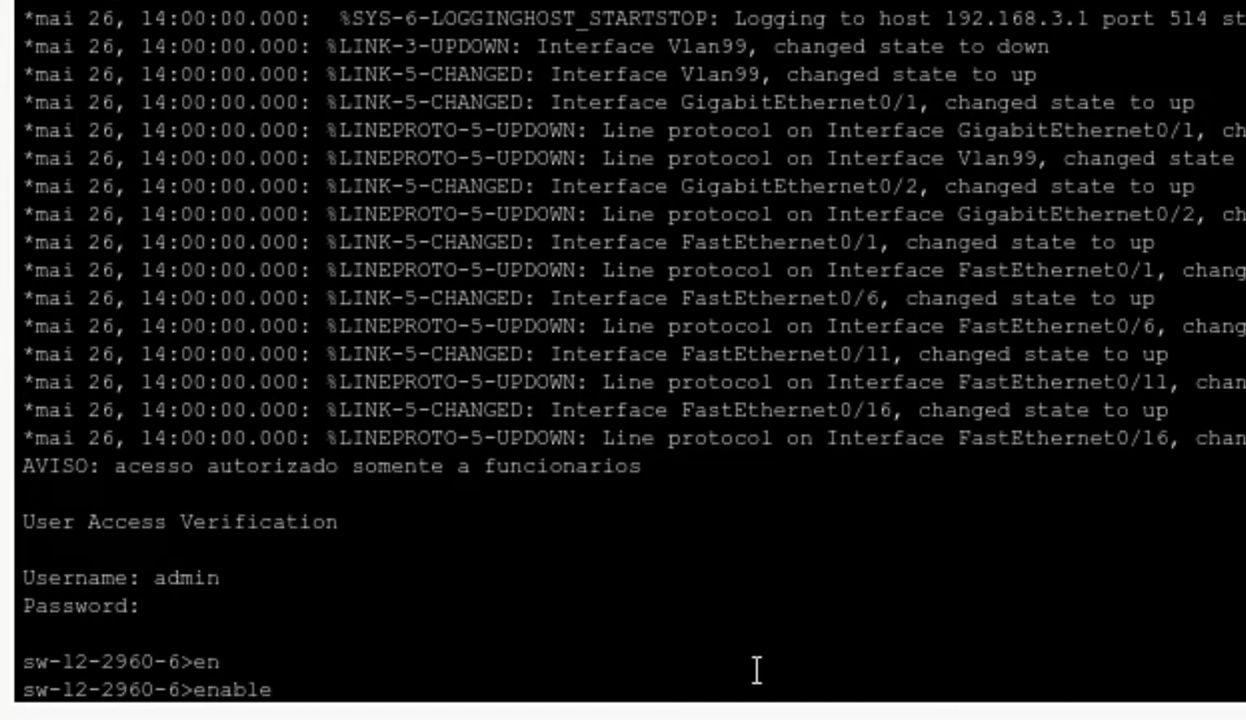 *mai 26, 14:00:00.000: %SYS-6-LOGGINGHOST_STARTSTOP: Logging to host 192.168.3.1 port 514 st
*mai 26, 14:00:00.000: %LINK-3-UPDOWN: Interface Vlan99, changed state to down
*mai 26, 14:00:00.000: %LINK-5-CHANGED: Interface Vlan99, changed state to up
*mai 26, 14:00:00.000: %LINK-5-CHANGED: Interface GigabitEthernet0/1, changed state to up
*mai 26, 14:00:00.000: %LINEPROTO-5-UPDOWN: Line protocol on Interface GigabitEthernet0/1, ch
*mai 26, 14:00:00.000: %LINEPROTO-5-UPDOWN: Line protocol on Interface Vlan99, changed state
*mai 26, 14:00:00.000: %LINK-5-CHANGED: Interface GigabitEthernet0/2, changed state to up
*mai 26, 14:00:00.000: %LINEPROTO-5-UPDOWN: Line protocol on Interface GigabitEthernet0/2, ch
*mai 26, 14:00:00.000: %LINK-5-CHANGED: Interface FastEthernet0/1, changed state to up
*mai 26, 14:00:00.000: %LINEPROTO-5-UPDOWN: Line protocol on Interface FastEthernet0/1, chang
*mai 26, 14:00:00.000: %LINK-5-CHANGED: Interface FastEthernet0/6, changed state to up
*mai 26, 14:00:00.000: %LINEPROTO-5-UPDOWN: Line protocol on Interface FastEthernet0/6, chang
*mai 26, 14:00:00.000: %LINK-5-CHANGED: Interface FastEthernet0/11, changed state to up
*mai 26, 14:00:00.000: %LINEPROTO-5-UPDOWN: Line protocol on Interface FastEthernet0/11, chan
*mai 26, 14:00:00.000: %LINK-5-CHANGED: Interface FastEthernet0/16, changed state to up
*mai 26, 14:00:00.000: %LINEPROTO-5-UPDOWN: Line protocol on Interface FastEthernet0/16, chan
AVISO: acesso autorizado somente a funcionarios
User Access Verification
Username: admin
Password:
sw-12-2960-6>en
sw-12-2960-6>enable